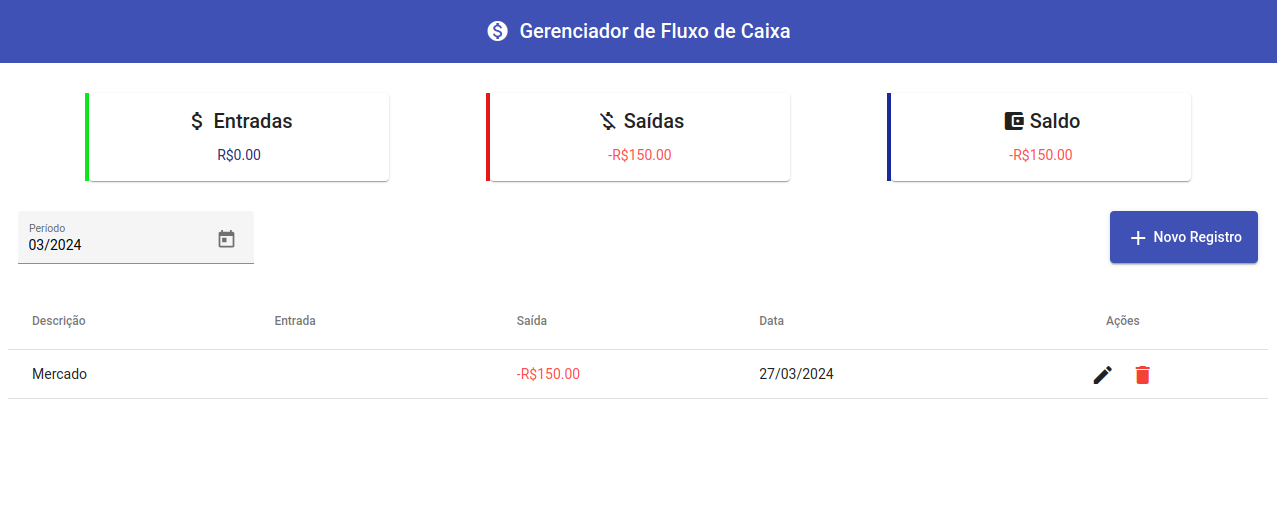 Gerenciador de Fluxo de Caixa
Entradas
R$0.00
Saídas
-R$150.00
Saldo
-R$150.00
Período
03/2024
Novo Registro
Descrição Entrada Saída Data Ações
Mercado -R$150.00 27/03/2024